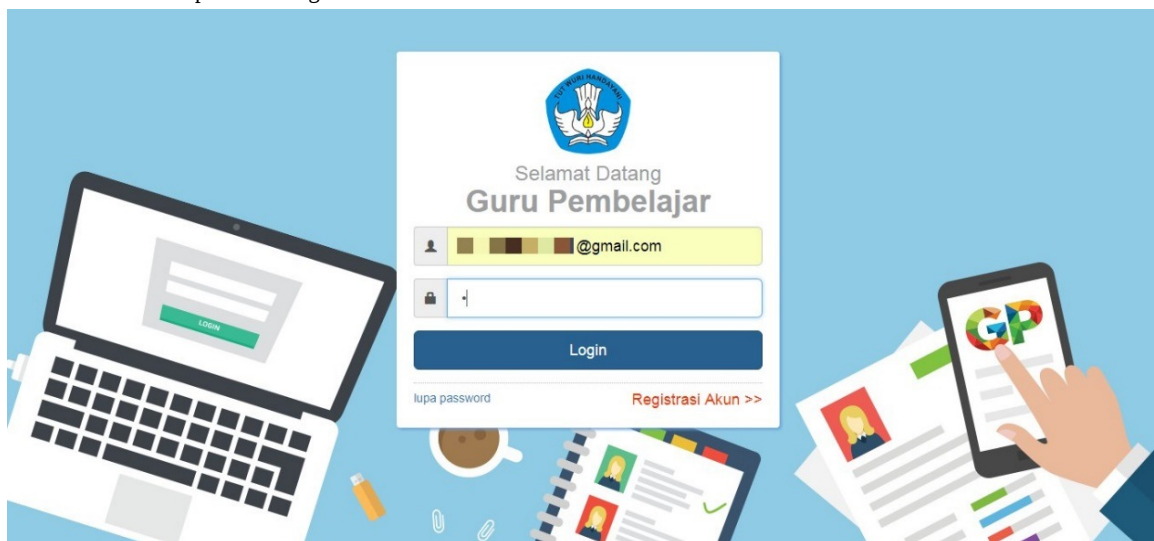 TUT WURI HANDAYANI
Selamat Datang
Guru Pembelajar
@gmail.com
Login
lupa password
Registrasi Akun >>
LOGIN
GP